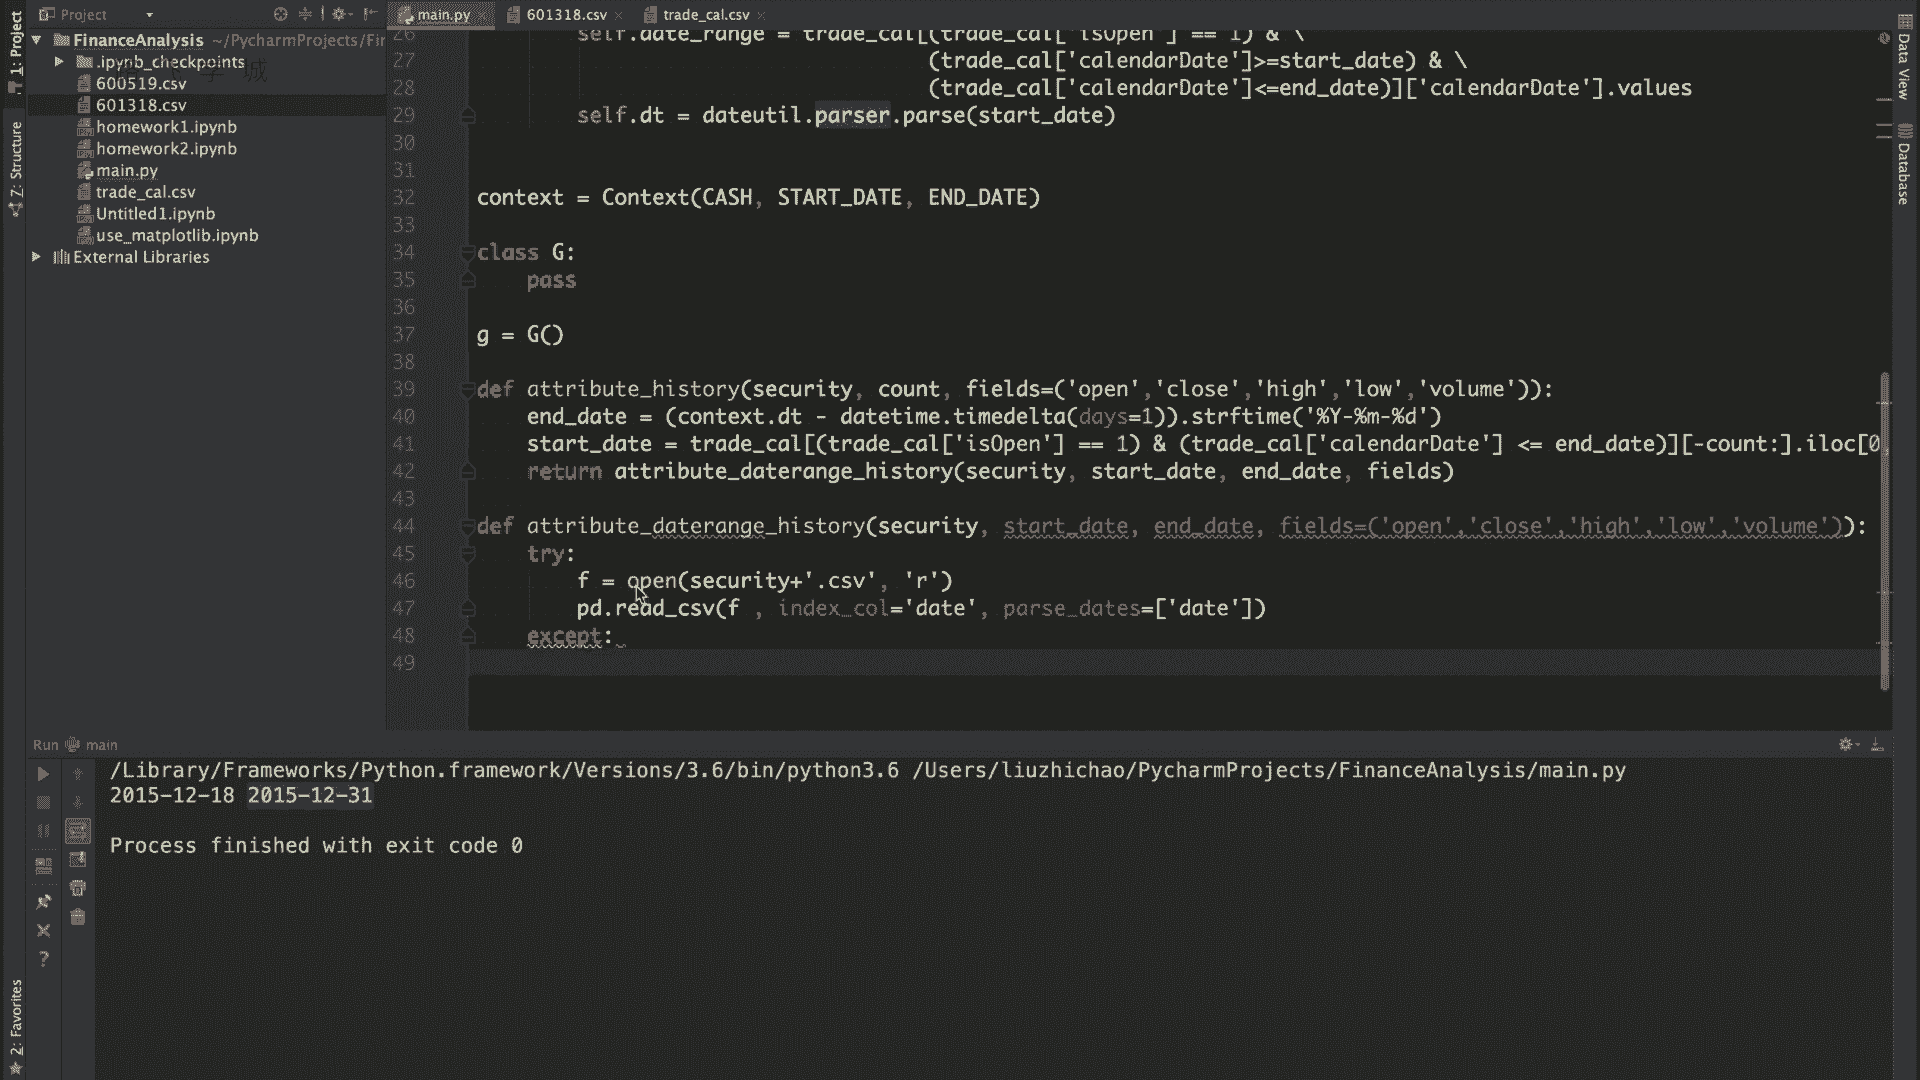 Project
main.py
601318.csv
trade_cal.csv
1: Project
FinanceAnalysis ~/PycharmProjects/Fir
.ipynb_checkpoints
600519.csv
601318.csv
homework1.ipynb
homework2.ipynb
main.py
trade_cal.csv
Untitled1.ipynb
use_matplotlib.ipynb
External Libraries
7: Structure
2: Favorites
26 self.date_range = trade_cal[(trade_cal['isOpen'] == 1) & \
27 (trade_cal['calendarDate']>=start_date) & \
28 (trade_cal['calendarDate']<=end_date)]['calendarDate'].values
29 self.dt = dateutil.parser.parse(start_date)
30
31
32 context = Context(CASH, START_DATE, END_DATE)
33
34 class G:
35 pass
36
37 g = G()
38
39 def attribute_history(security, count, fields=('open','close','high','low','volume')):
40 end_date = (context.dt - datetime.timedelta(days=1)).strftime('%Y-%m-%d')
41 start_date = trade_cal[(trade_cal['isOpen'] == 1) & (trade_cal['calendarDate'] <= end_date)][-count:].iloc[0,
42 return attribute_daterange_history(security, start_date, end_date, fields)
43
44 def attribute_daterange_history(security, start_date, end_date, fields=('open','close','high','low','volume')):
45 try:
46 f = open(security+'.csv', 'r')
47 pd.read_csv(f , index_col='date', parse_dates=['date'])
48 except:
49
Data View
Database
Run main
/Library/Frameworks/Python.framework/Versions/3.6/bin/python3.6 /Users/liuzhichao/PycharmProjects/FinanceAnalysis/main.py
2015-12-18 2015-12-31
Process finished with exit code 0